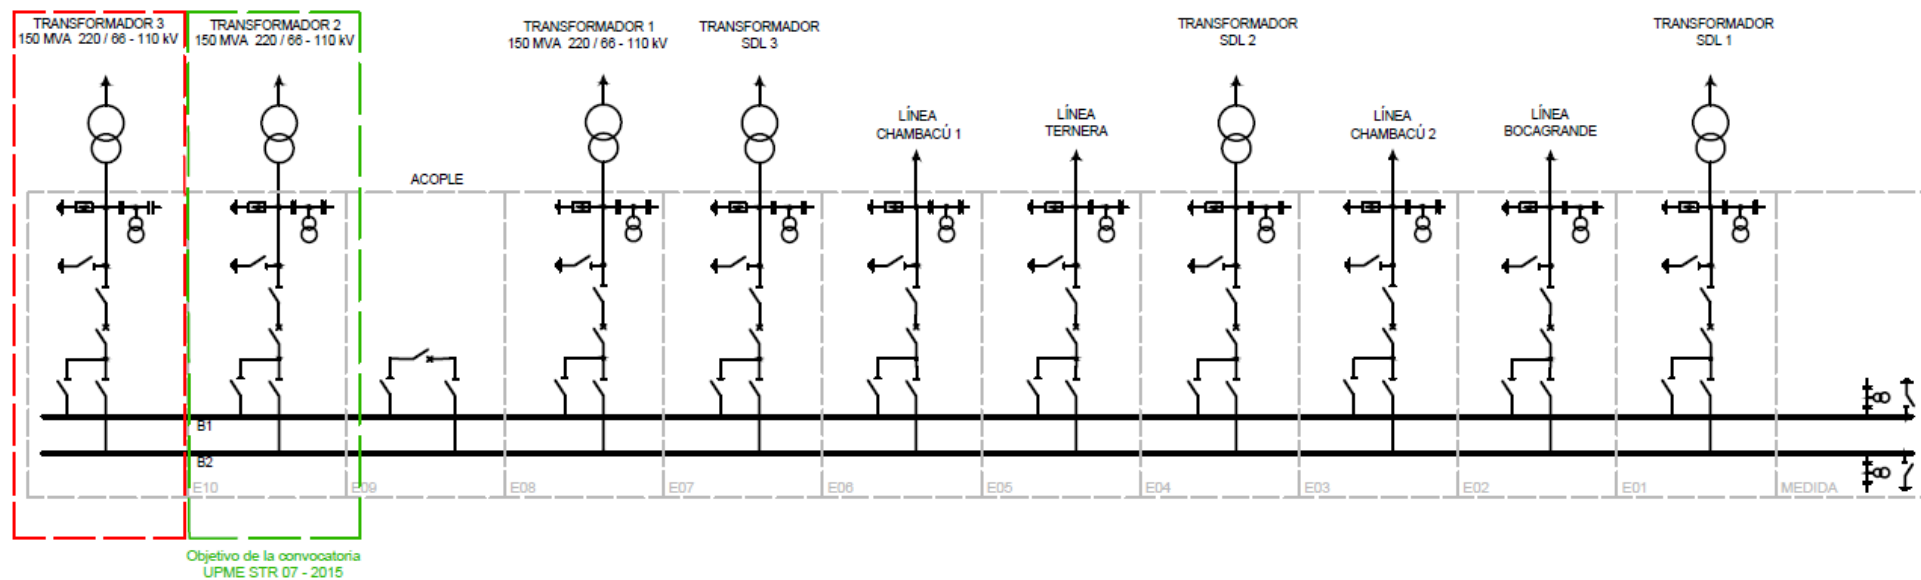 TRANSFORMADOR 3
150 MVA 220 / 66 - 110 kV
TRANSFORMADOR 2
150 MVA 220 / 66 - 110 kV
TRANSFORMADOR 1
150 MVA 220 / 66 - 110 kV
TRANSFORMADOR
SDL 3
TRANSFORMADOR
SDL 2
TRANSFORMADOR
SDL 1
LÍNEA
CHAMBACÚ 1
LÍNEA
TERNERA
LÍNEA
CHAMBACÚ 2
LÍNEA
BOCAGRANDE
ACOPLE
B1
B2
E10
E09
E08
E07
E06
E05
E04
E03
E02
E01
MEDIDA
Objetivo de la convocatoria
UPME STR 07 - 2015